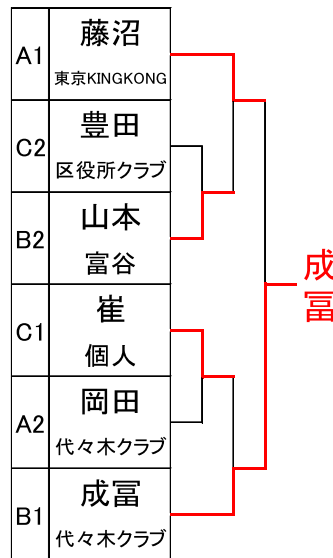 A1
藤沼
東京KINGKONG
C2
豊田
区役所クラブ
B2
山本
富谷
C1
崔
個人
A2
岡田
代々木クラブ
B1
成冨
代々木クラブ
成冨